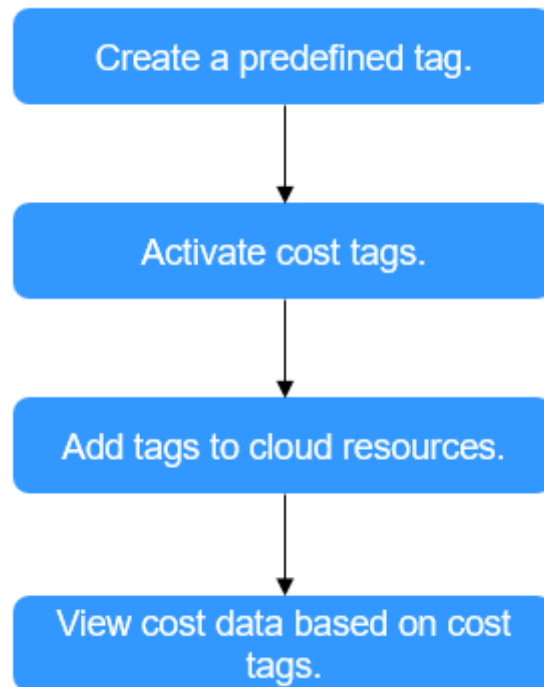 Create a predefined tag.
Activate cost tags.
Add tags to cloud resources.
View cost data based on cost
tags.